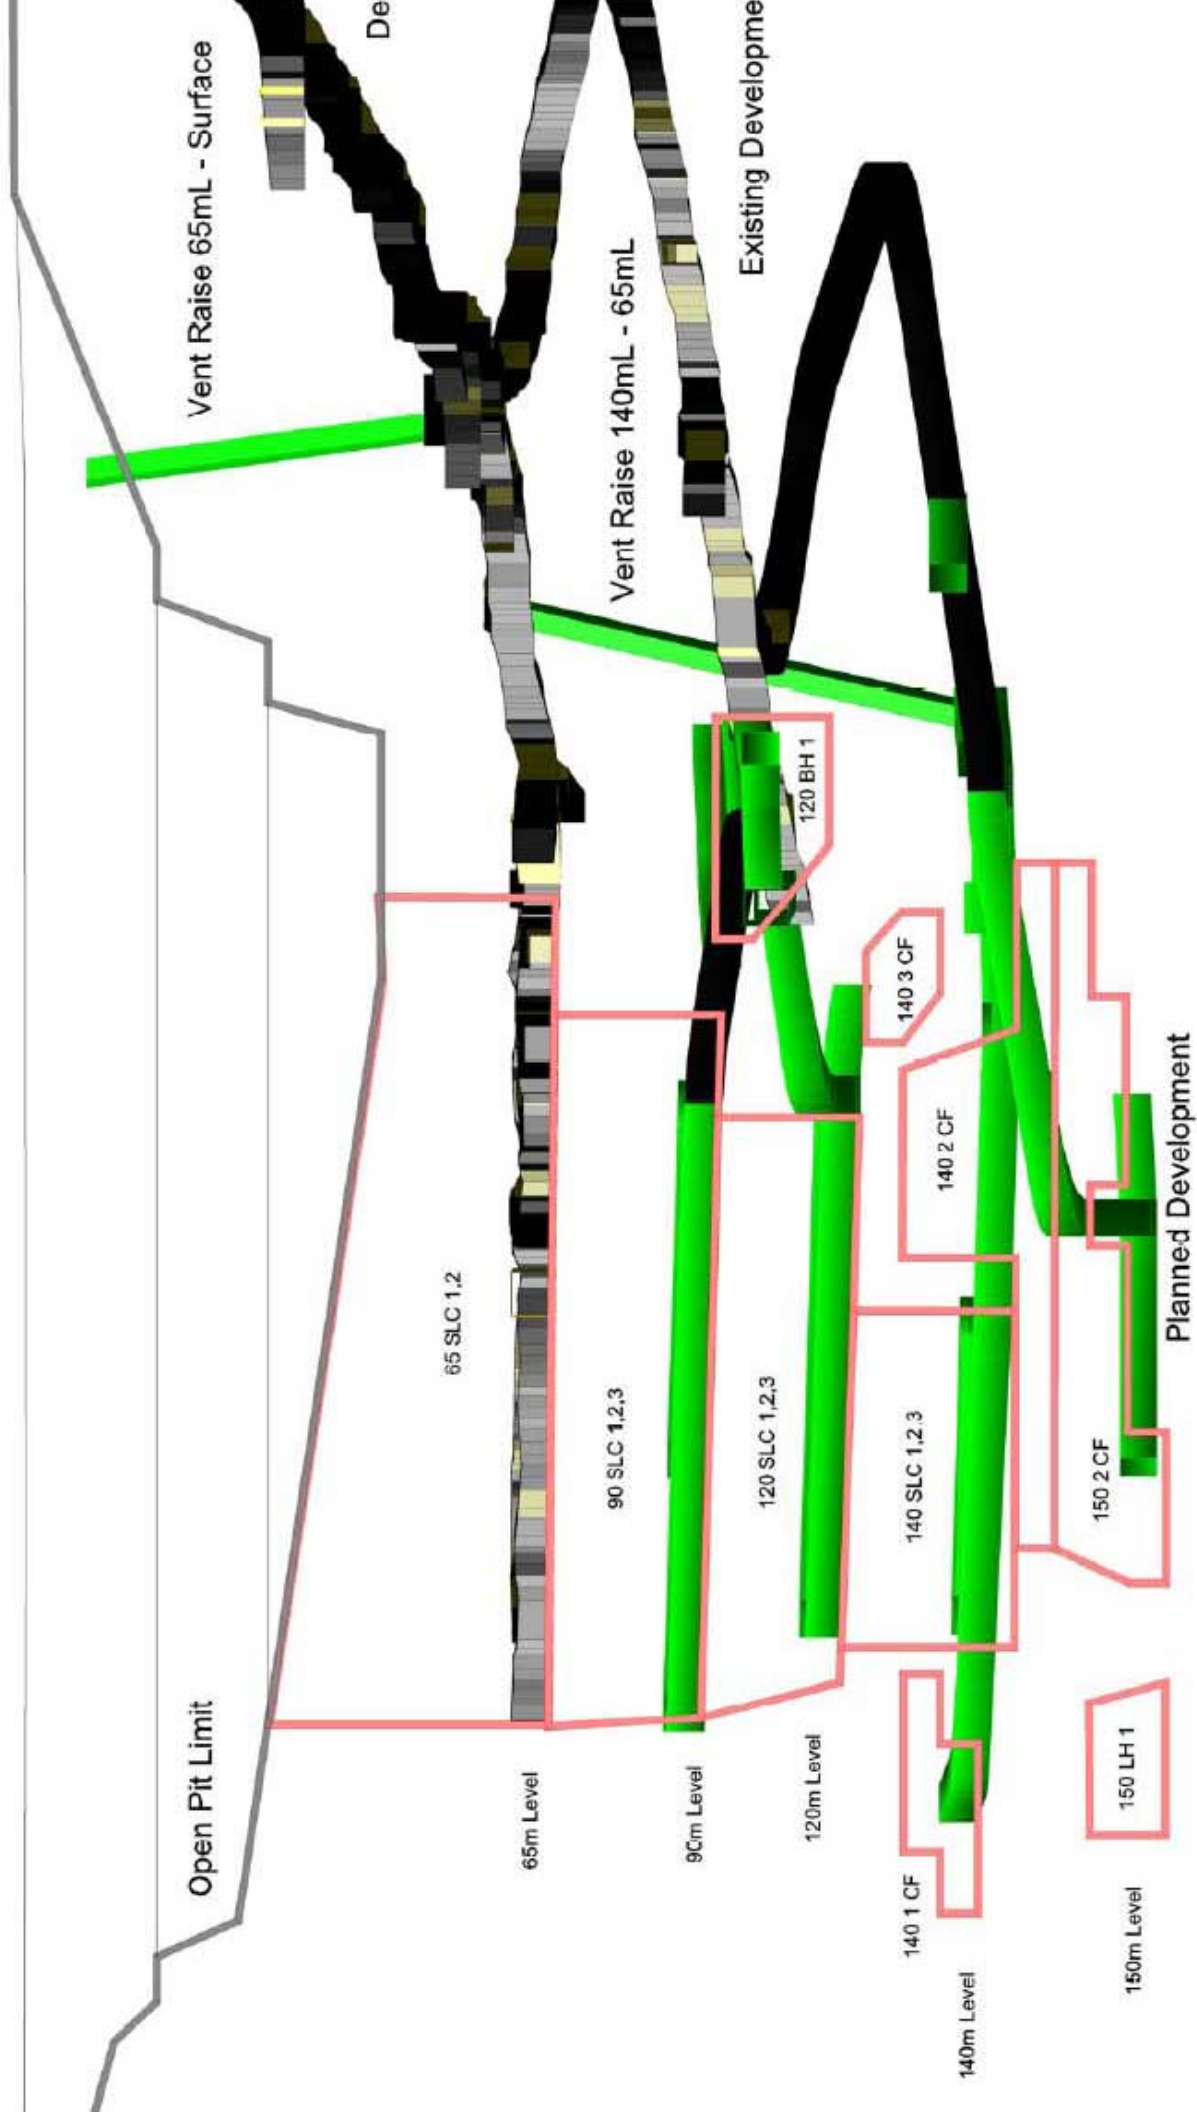 Open Pit Limit
Vent Raise 65mL - Surface
De
65 SLC 1,2
65m Level
Vent Raise 140mL - 65mL
90 SLC 1,2,3
90m Level
Existing Developme
120 SLC 1,2,3
120 BH 1
120m Level
140 1 CF
140 SLC 1,2.3
140 2 CF
140 3 CF
140m Level
150 2 CF
150 LH 1
150m Level
Planned Development